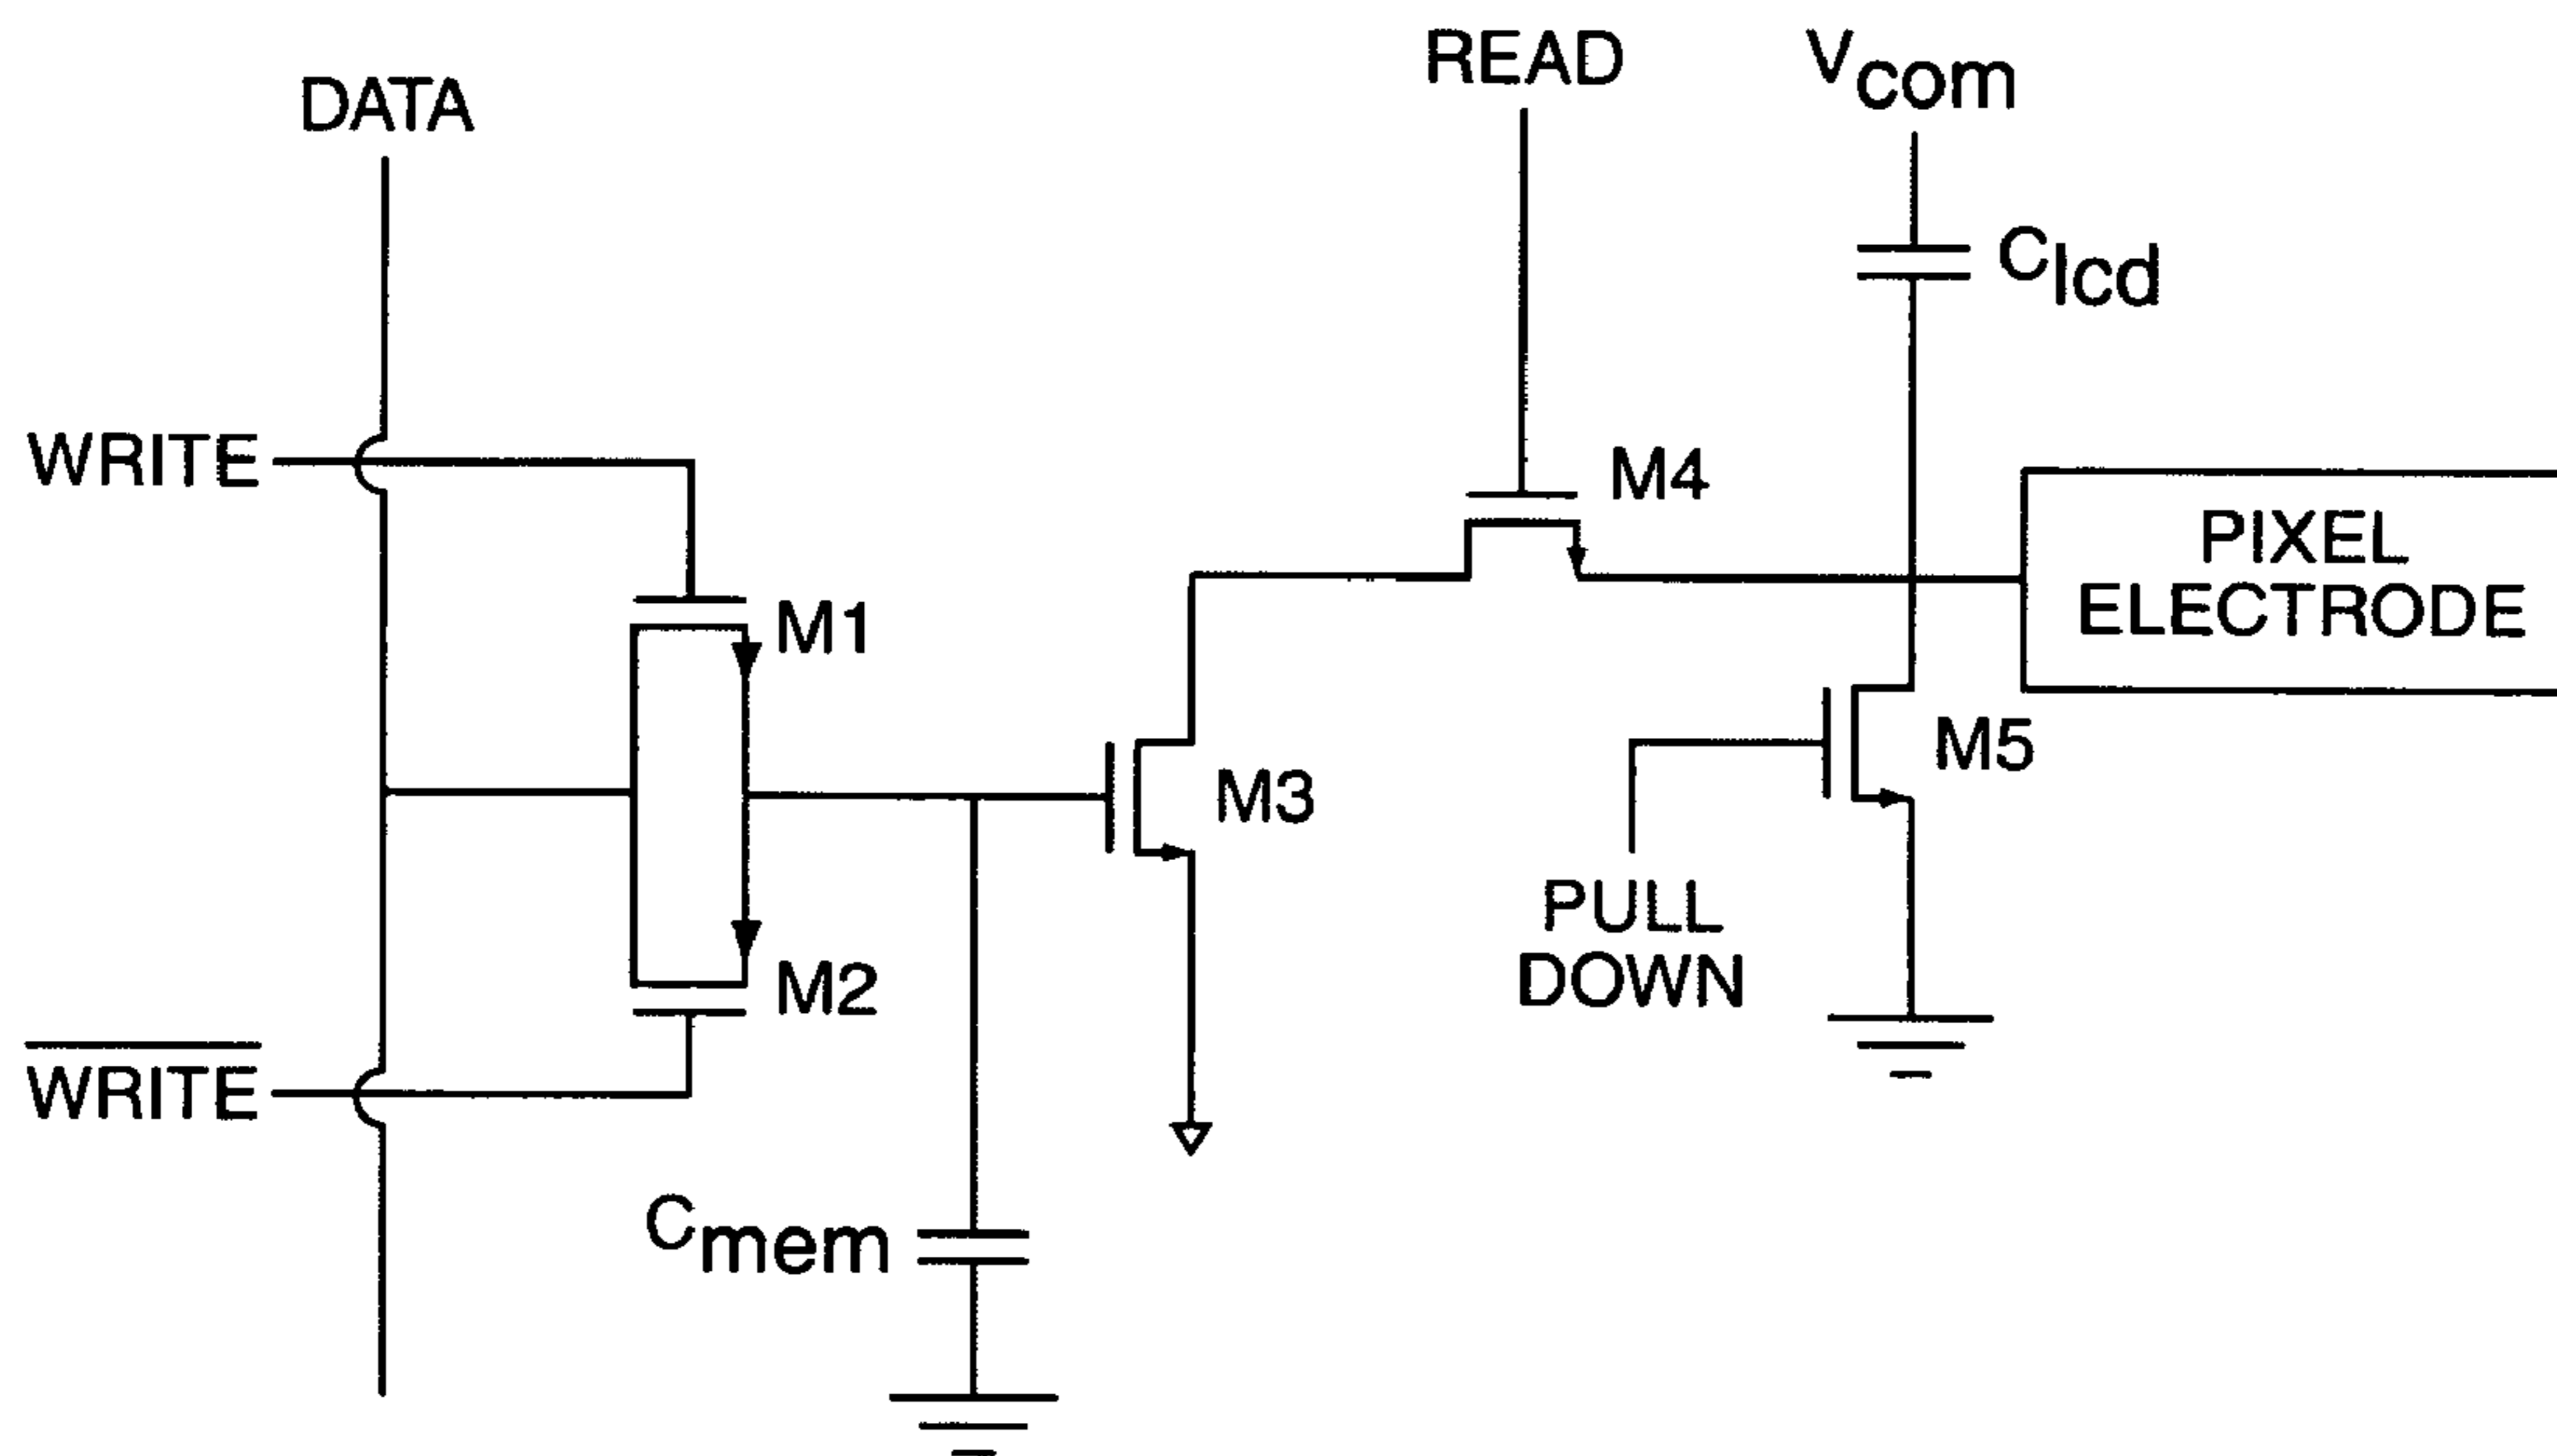 DATA
READ
Vcom
Clcd
WRITE
M4
PIXEL
ELECTRODE
M1
M5
M3
PULL
DOWN
M2
WRITE
Cmem